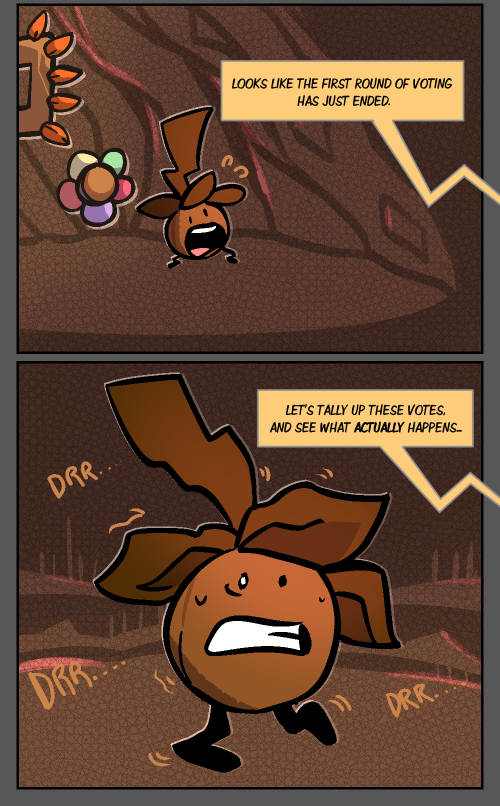 LOOKS LIKE THE FIRST ROUND OF VOTING
HAS JUST ENDED.
LET'S TALLY UP THESE VOTES,
AND SEE WHAT ACTUALLY HAPPENS...
DRR....
DRR....
DRR....